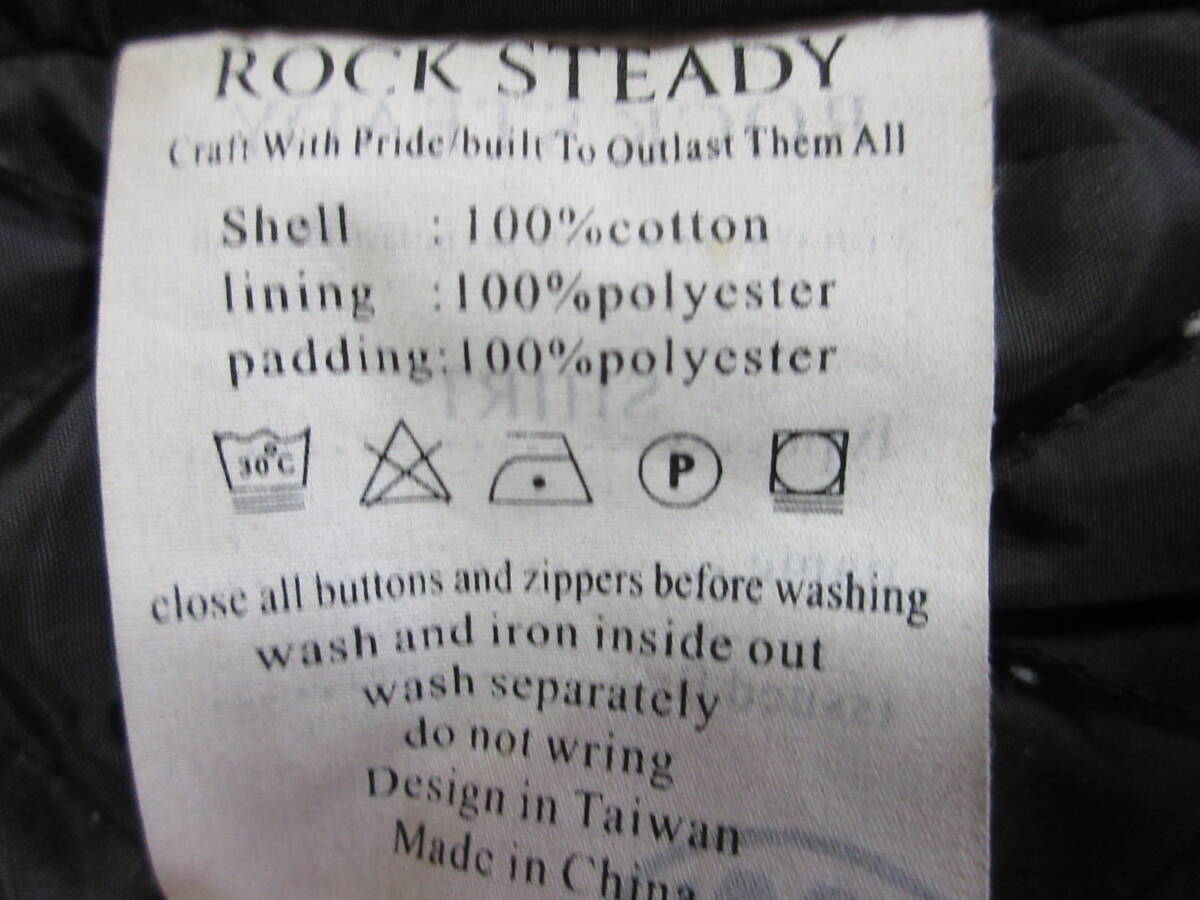 ROCK STEADY
Craft With Pride/built To Outlast Them All
Shell : 100%cotton
lining :100%polyester
padding:100%polyester
30°C P
close all buttons and zippers before washing
wash and iron inside out
wash separately
do not wring
Design in Taiwan
Made in China